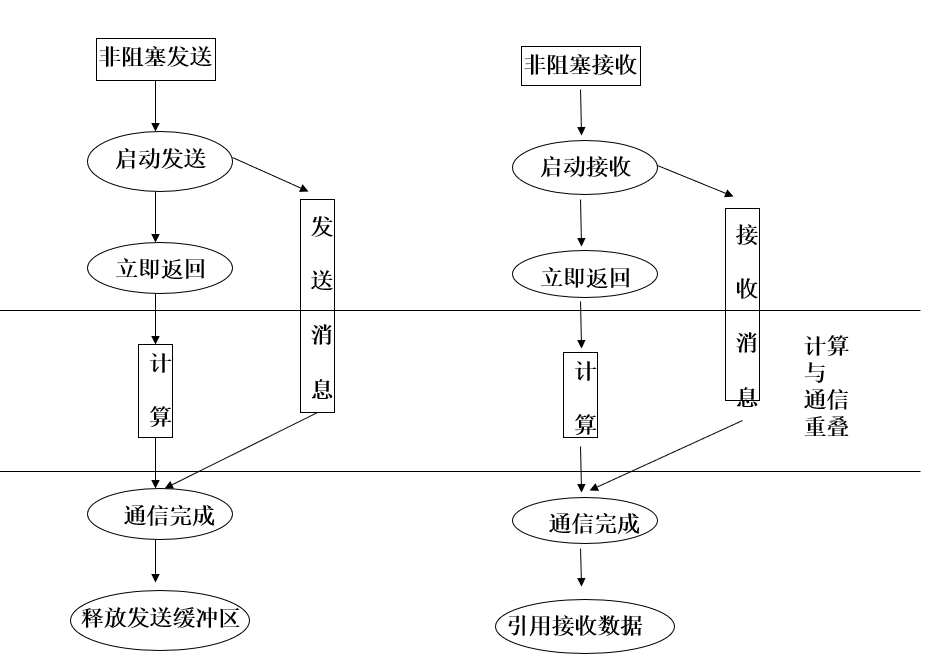 非阻塞发送
启动发送
立即返回
发送消息
计算
通信完成
释放发送缓冲区
非阻塞接收
启动接收
立即返回
接收消息
计算
通信完成
引用接收数据
计算
与
通信
重叠